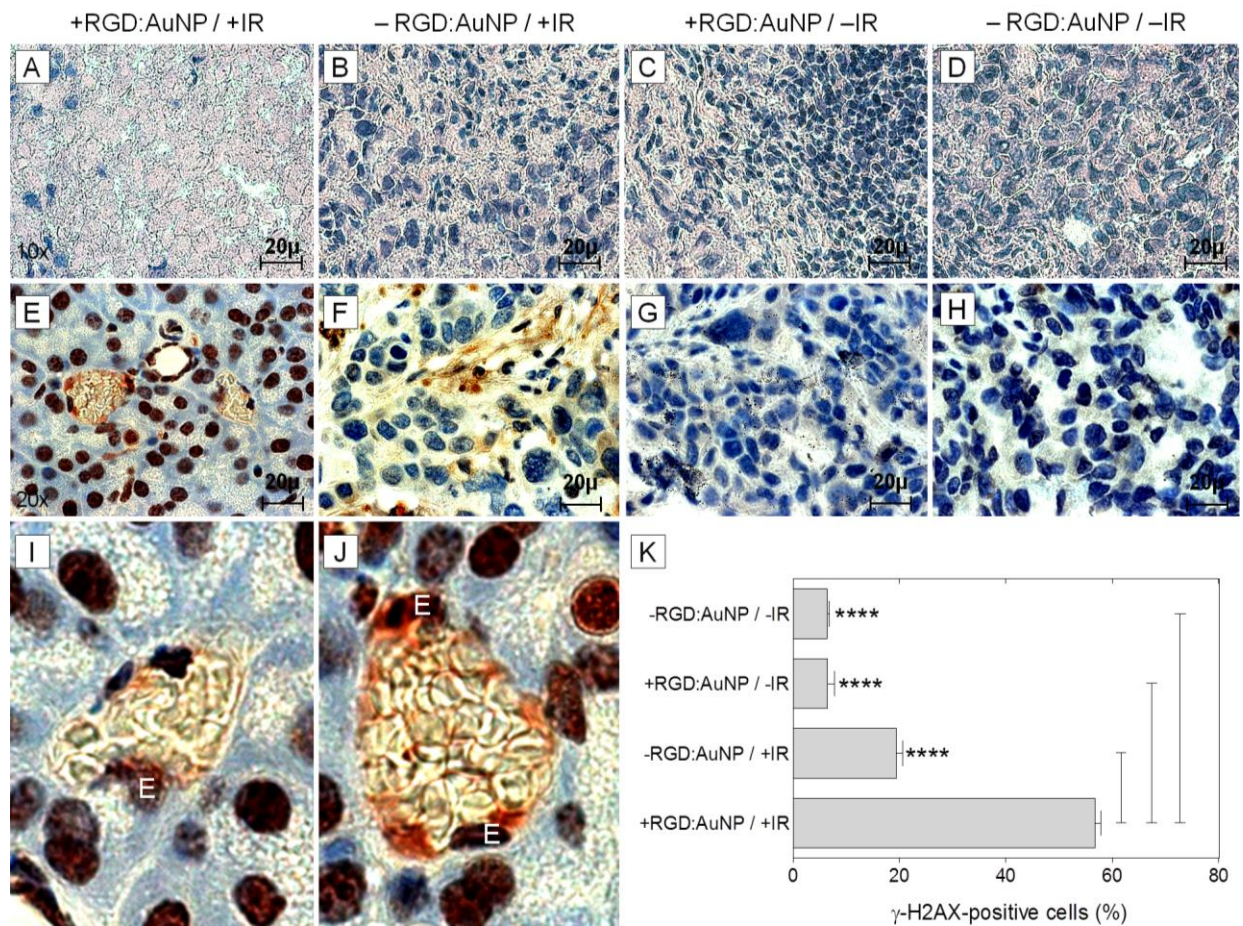 +RGD:AuNP / +IR
– RGD:AuNP / +IR
+RGD:AuNP / –IR
– RGD:AuNP / –IR
A
B
C
D
10x
20μ
20μ
20μ
20μ
E
F
G
H
20x
20μ
20μ
20μ
20μ
I
J
K
E
E
E
-RGD:AuNP / -IR
****
+RGD:AuNP / -IR
****
-RGD:AuNP / +IR
****
+RGD:AuNP / +IR
0
20
40
60
80
γ-H2AX-positive cells (%)